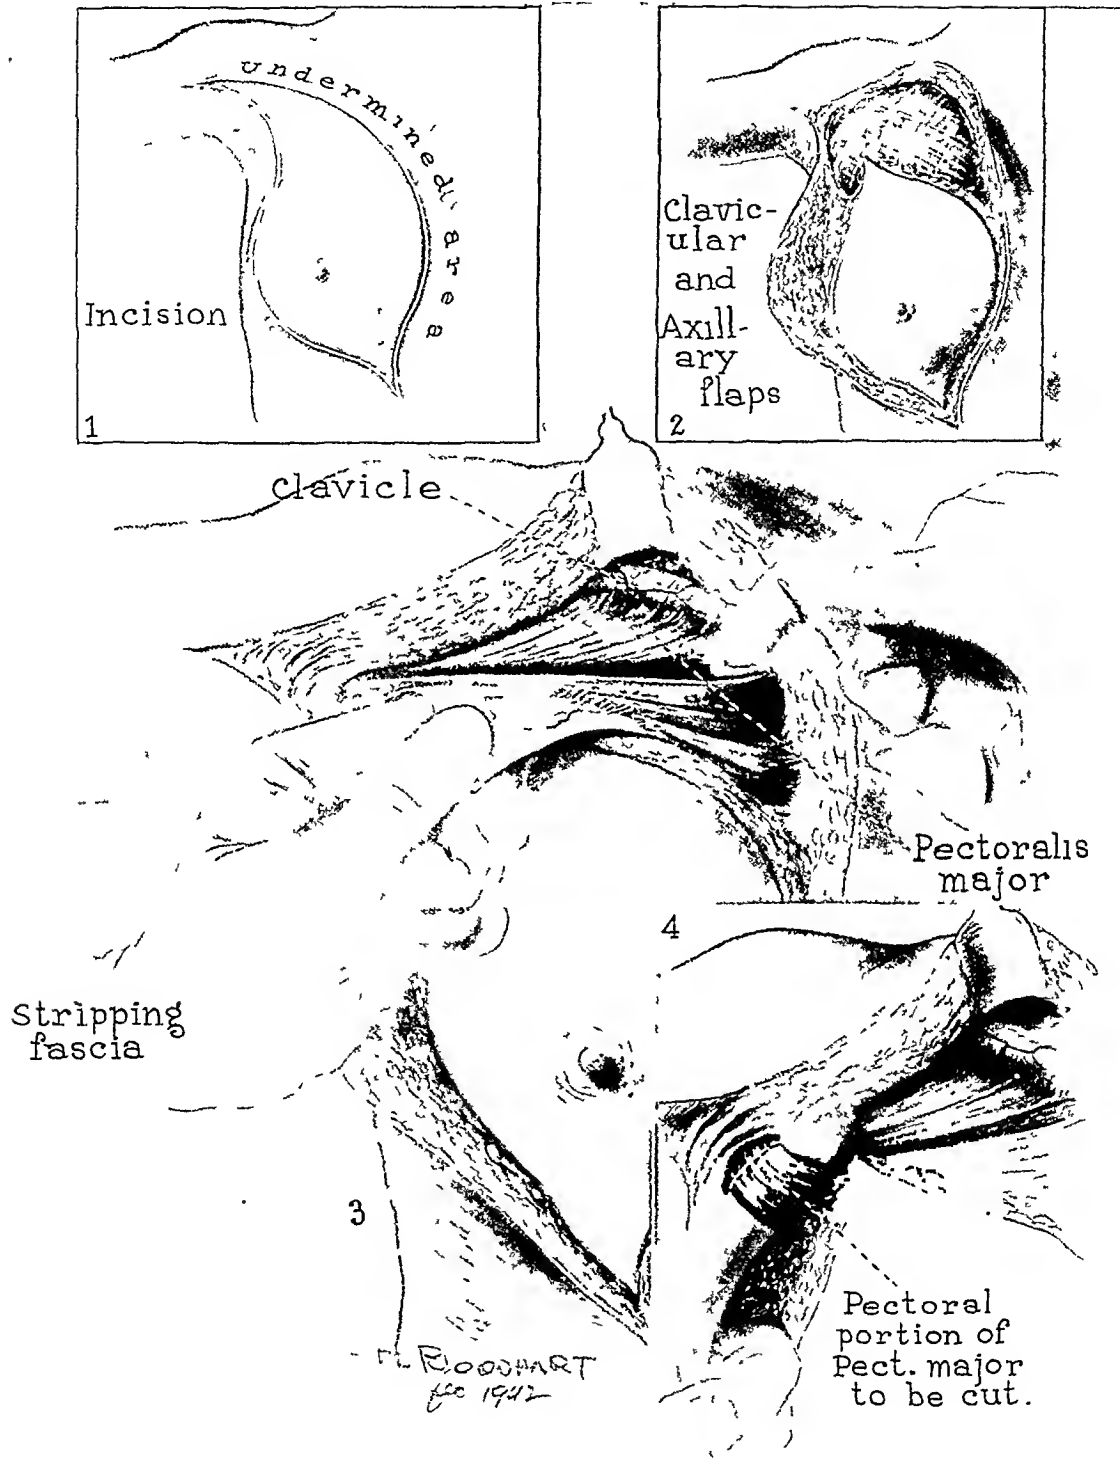 undermined area
Incision
1
Clavic-
ular
and
Axill-
ary
flaps
2
clavicle
Pectoralis
major
4
Stripping
fascia
3
Pectoral
portion of
Pect. major
to be cut.
1942